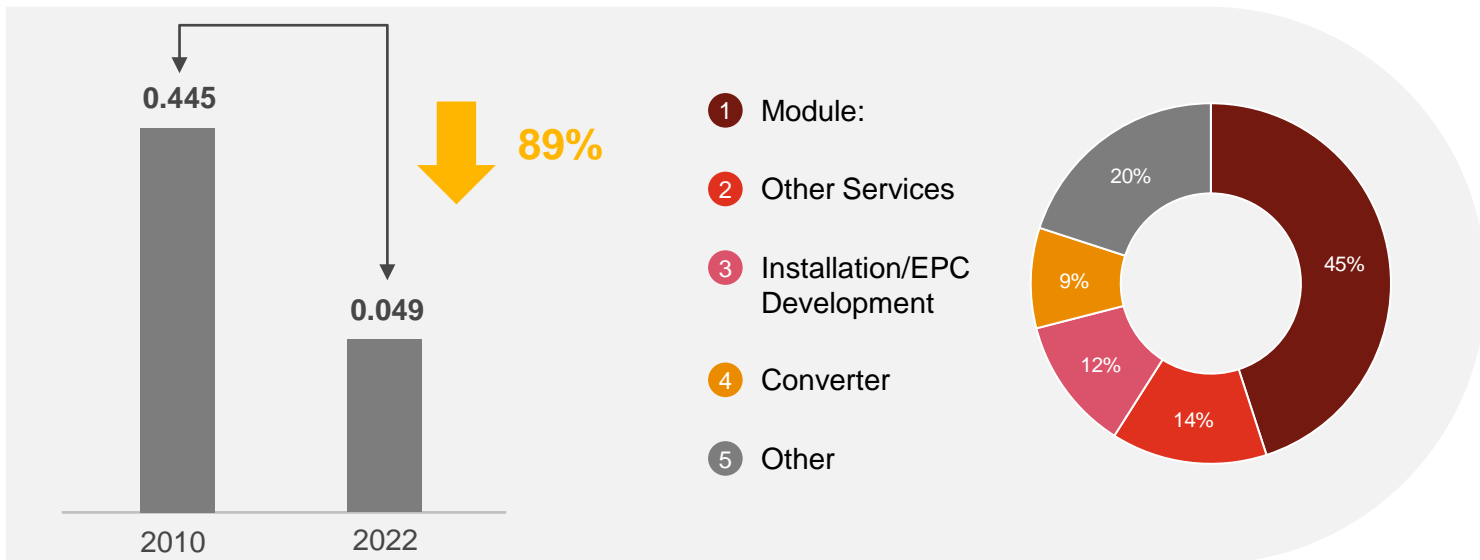 0.445
0.049
89%
2010
2022
1 Module:
2 Other Services
3 Installation/EPC
Development
4 Converter
5 Other
45%
14%
12%
9%
20%